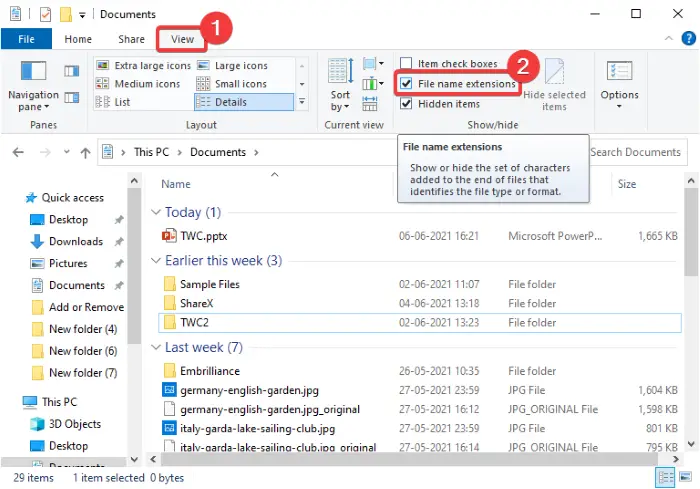 Documents
1
File Home Share View
Navigation pane
Panes
Extra large icons Large icons
Medium icons Small icons
List Details
Layout
Sort by
Current view
Item check boxes
2
File name extensions
Hidden items
Hide selected items
Show/hide
Options
This PC > Documents >
Search Documents
File name extensions
Show or hide the set of characters
added to the end of files that
identifies the file type or format.
Name Size
Quick access
Desktop
Downloads
Pictures
Documents
Add or Remove
New folder (4)
New folder (6)
New folder (7)
This PC
3D Objects
Desktop
Today (1)
TWC.pptx 06-06-2021 16:21 Microsoft PowerP... 1,665 KB
Earlier this week (3)
Sample Files 02-06-2021 11:07 File folder
ShareX 04-06-2021 13:18 File folder
TWC2 02-06-2021 13:23 File folder
Last week (7)
Embrilliance 26-05-2021 10:35 File folder
germany-english-garden.jpg 27-05-2021 23:59 JPG File 1,604 KB
germany-english-garden.jpg_original 27-05-2021 16:12 JPG_ORIGINAL File 1,598 KB
italy-garda-lake-sailing-club.jpg 27-05-2021 23:59 JPG File 801 KB
italy-garda-lake-sailing-club.jpg_original 27-05-2021 16:14 JPG_ORIGINAL File 795 KB
29 items 1 item selected 0 bytes